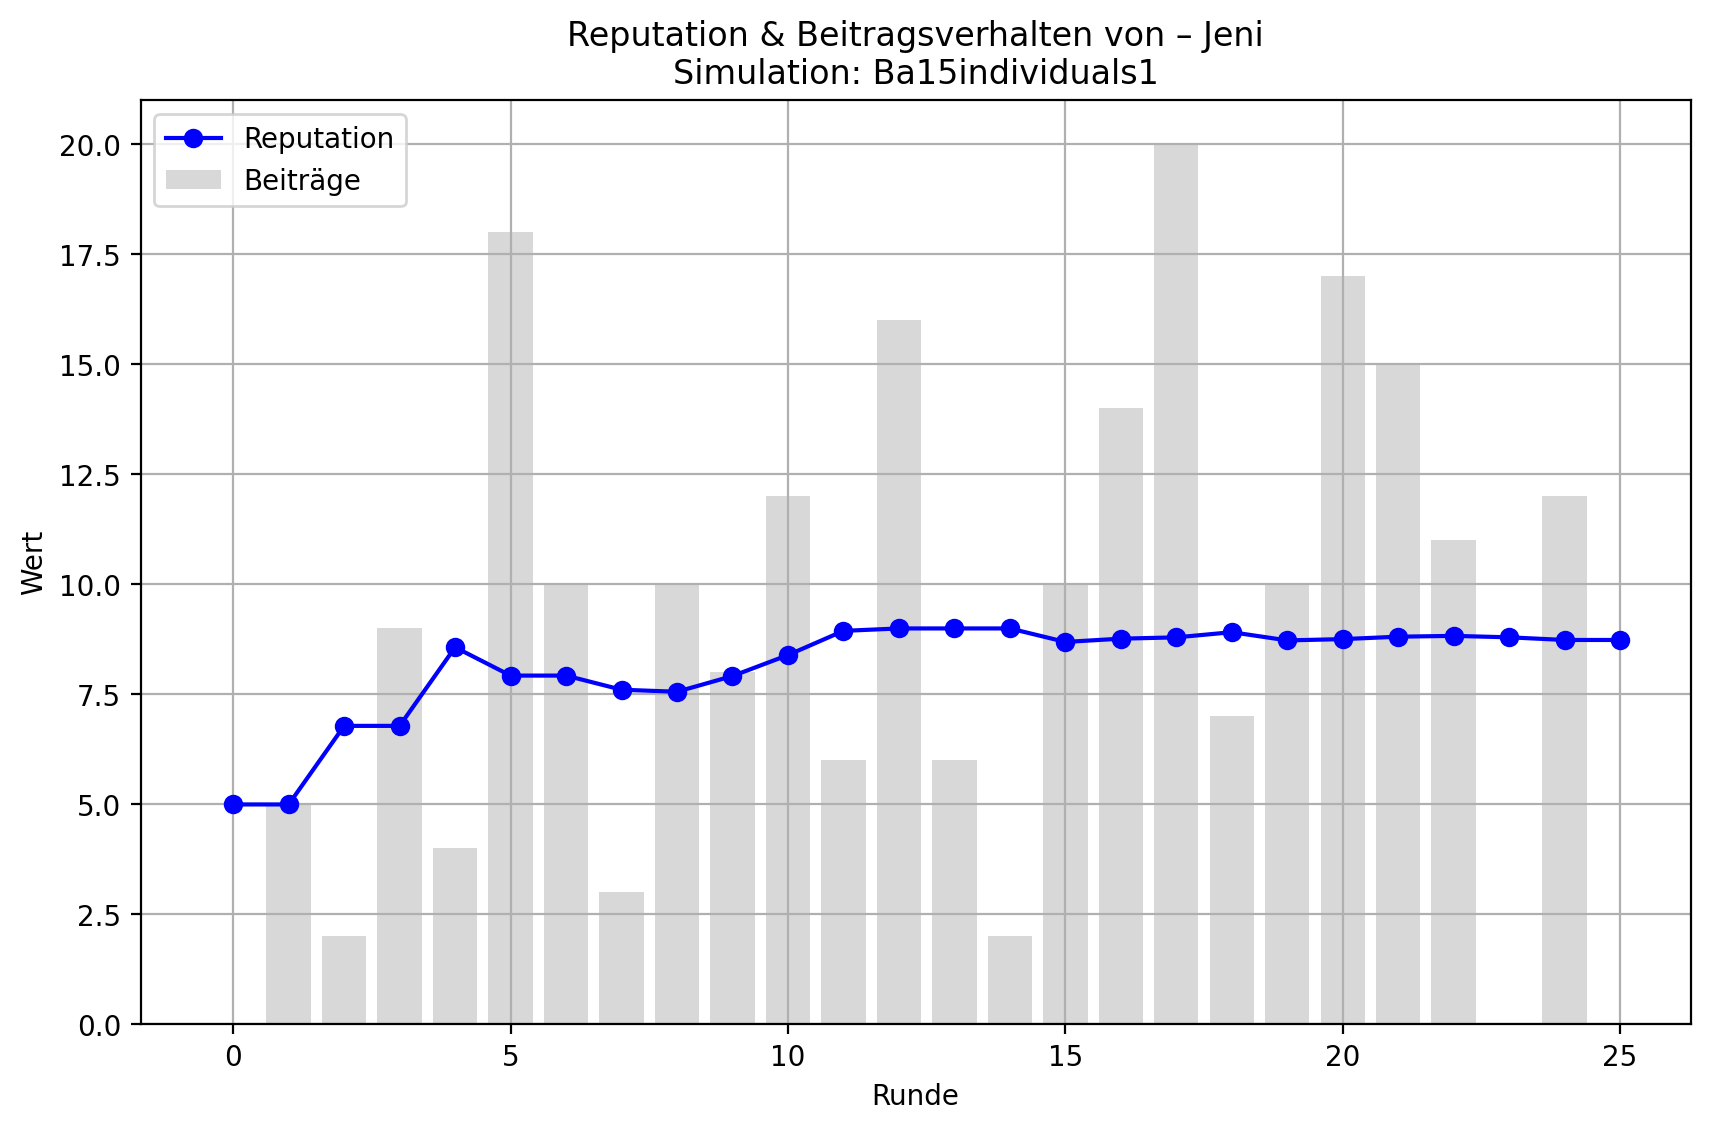 Reputation & Beitragsverhalten von – Jeni
Simulation: Ba15individuals1
Reputation
Beiträge
20.0
17.5
15.0
12.5
10.0
7.5
5.0
2.5
0.0
Wert
0 5 10 15 20 25
Runde